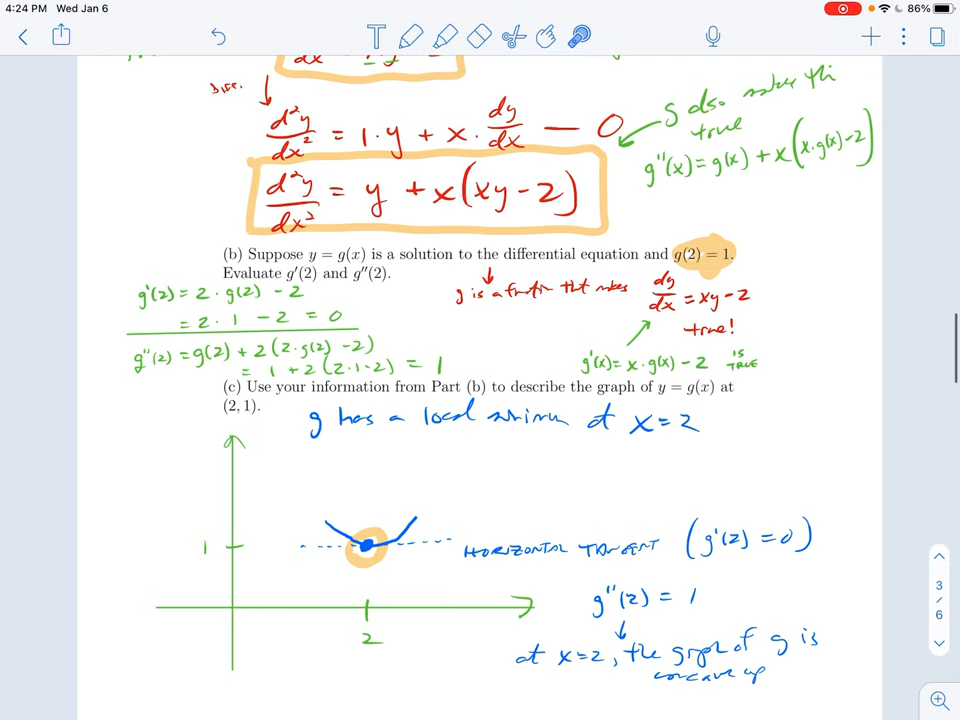 4:24 PM Wed Jan 6
86%
dx
Diff.
d²y/dx² = 1·y + x·dy/dx — 0
d²y/dx² = y + x(xy-2)
g also makes this
true
g"(x) = g(x) + x(x·g(x)-2)
(b) Suppose y = g(x) is a solution to the differential equation and g(2) = 1.
Evaluate g′(2) and g″(2).
g is a function that makes
dy/dx = xy-2
true!
g'(x) = x·g(x) - 2 is TRUE
g'(2) = 2·g(2) - 2
= 2·1 - 2 = 0
g"(2) = g(2) + 2(2·g(2) - 2)
= 1 + 2(2·1-2) = 1
(c) Use your information from Part (b) to describe the graph of y = g(x) at
(2, 1).
g has a local minimum at x=2
1
2
HORIZONTAL TANGENT (g'(2) = 0)
g"(2) = 1
at x=2, the graph of g is
concave up
3
/
6